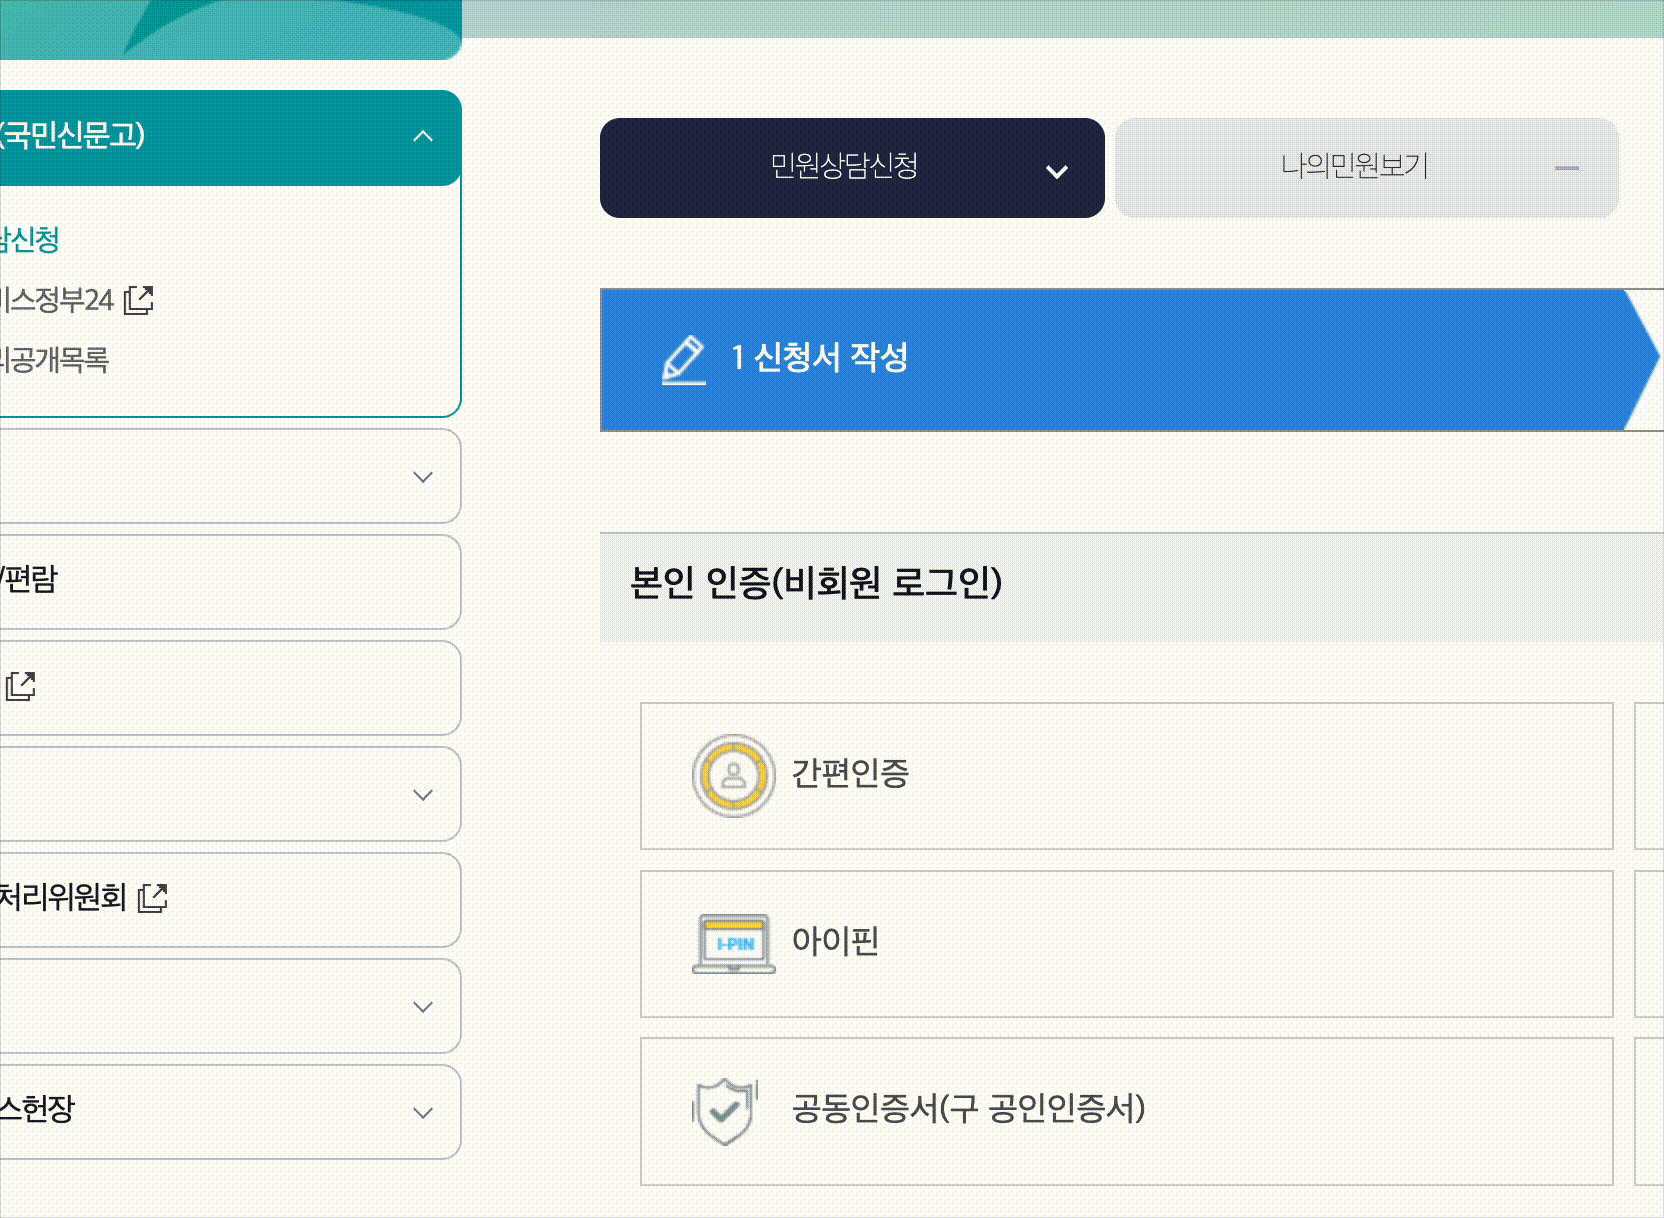 (국민신문고)
담신청
비스정부24
리공개목록
/편람
처리위원회
스헌장
민원상담신청
나의민원보기
1 신청서 작성
본인 인증(비회원 로그인)
간편인증
I-PIN
아이핀
공동인증서(구 공인인증서)